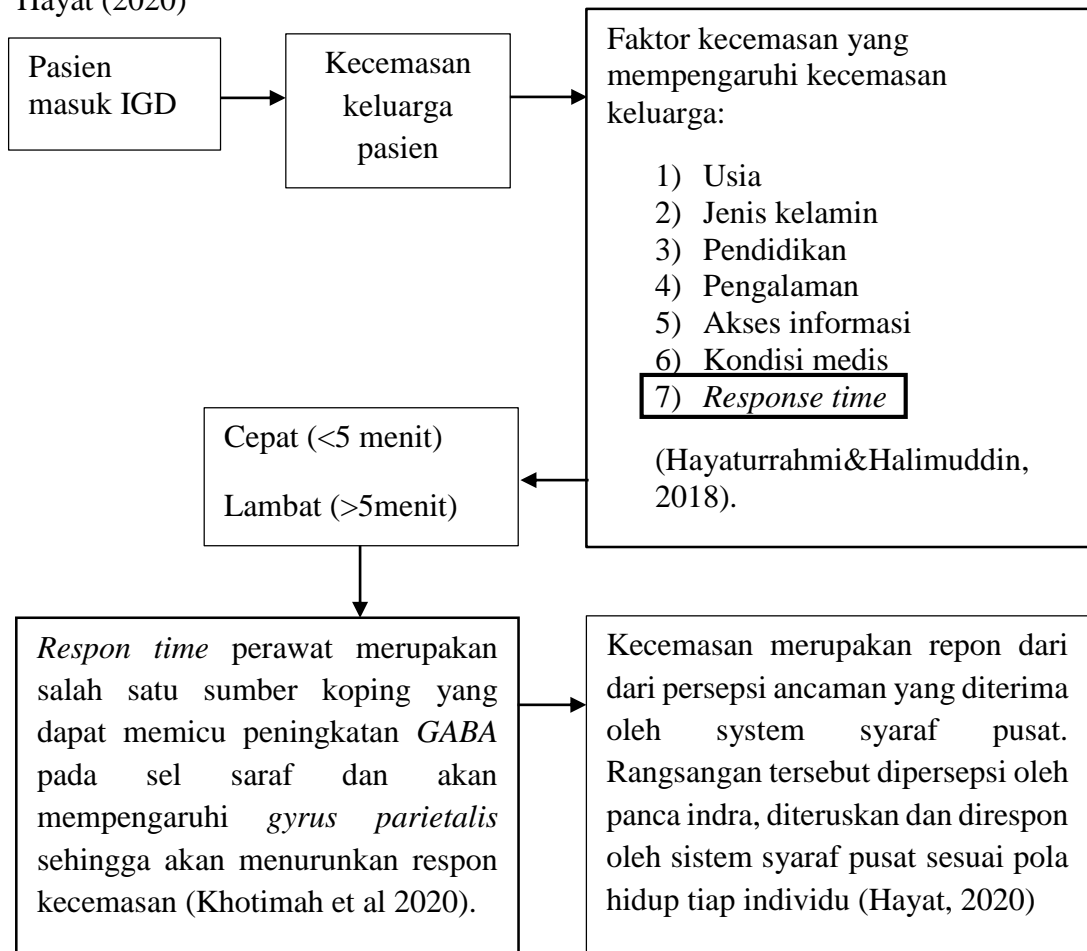 Hayat (2020)
Pasien
masuk IGD
Kecemasan
keluarga
pasien
Faktor kecemasan yang
mempengaruhi kecemasan
keluarga:
1) Usia
2) Jenis kelamin
3) Pendidikan
4) Pengalaman
5) Akses informasi
6) Kondisi medis
7) Response time
(Hayaturrahmi&Halimuddin,
2018).
Cepat (<5 menit)
Lambat (>5menit)
Respon time perawat merupakan
salah satu sumber koping yang
dapat memicu peningkatan GABA
pada sel saraf dan akan
mempengaruhi gyrus parietalis
sehingga akan menurunkan respon
kecemasan (Khotimah et al 2020).
Kecemasan merupakan repon dari
dari persepsi ancaman yang diterima
oleh system syaraf pusat.
Rangsangan tersebut dipersepsi oleh
panca indra, diteruskan dan direspon
oleh sistem syaraf pusat sesuai pola
hidup tiap individu (Hayat, 2020)